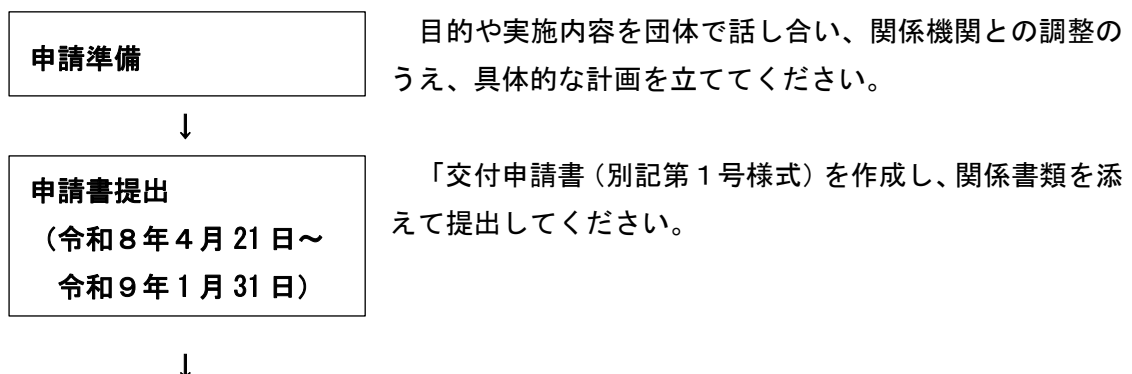 申請準備
目的や実施内容を団体で話し合い、関係機関との調整の
うえ、具体的な計画を立ててください。
↓
申請書提出
（令和８年４月 21 日～
令和９年１月 31 日）
「交付申請書（別記第１号様式）を作成し、関係書類を添
えて提出してください。
↓